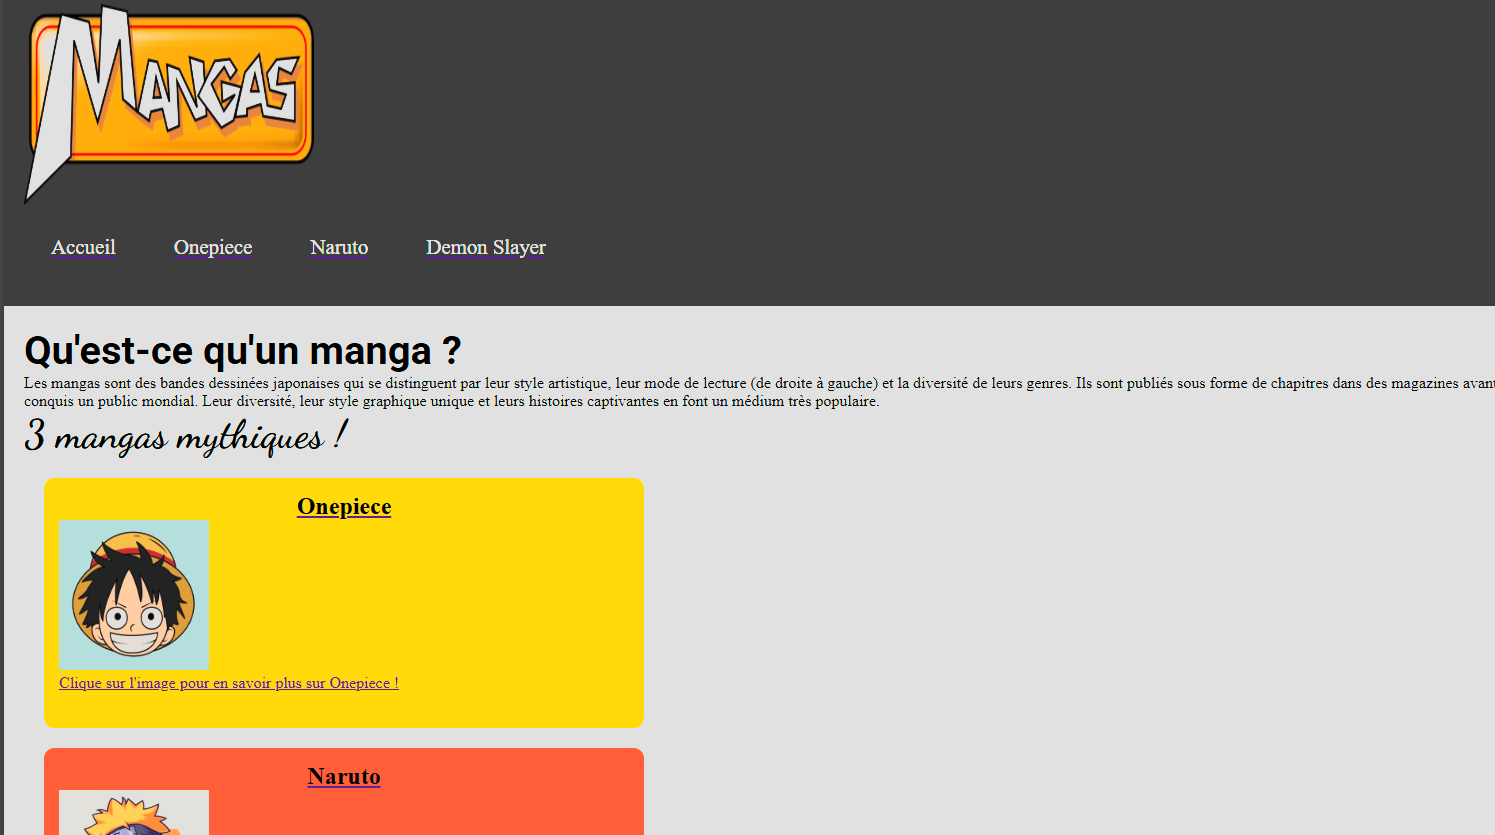 MANGAS
Accueil Onepiece Naruto Demon Slayer
Qu'est-ce qu'un manga ?
Les mangas sont des bandes dessinées japonaises qui se distinguent par leur style artistique, leur mode de lecture (de droite à gauche) et la diversité de leurs genres. Ils sont publiés sous forme de chapitres dans des magazines avant
conquis un public mondial. Leur diversité, leur style graphique unique et leurs histoires captivantes en font un médium très populaire.
3 mangas mythiques !
Onepiece
Clique sur l'image pour en savoir plus sur Onepiece !
Naruto